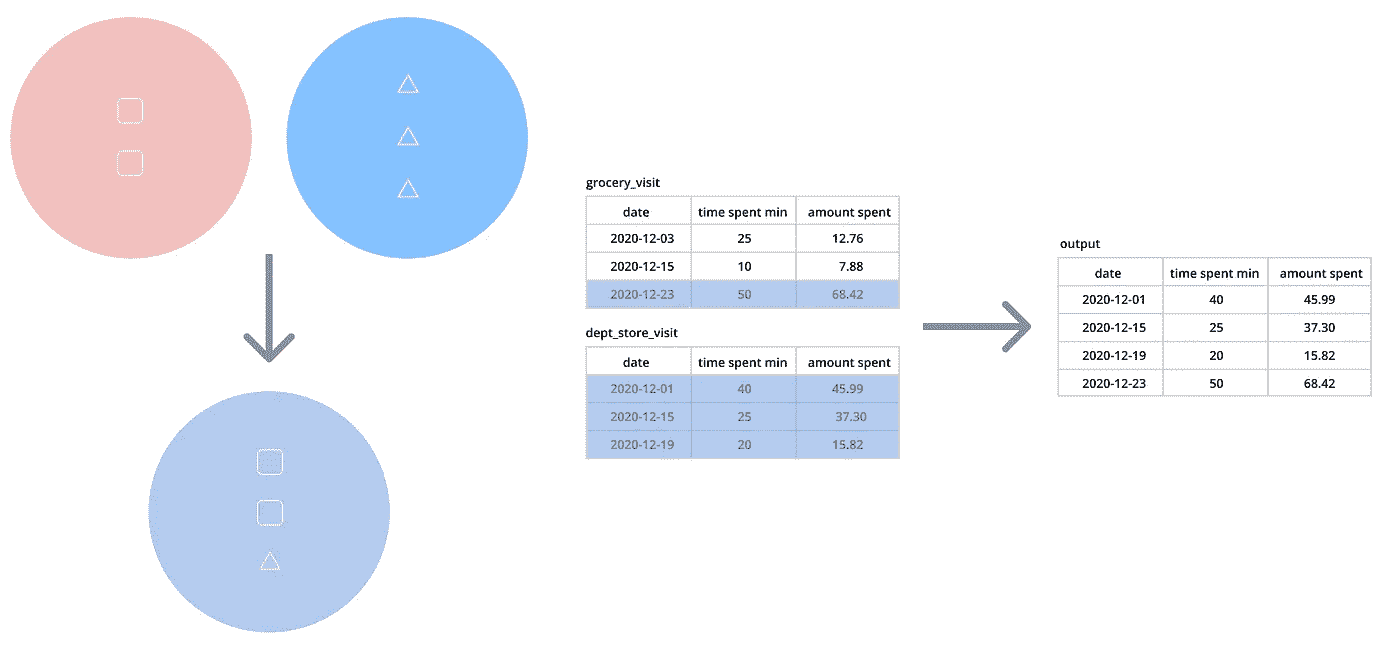 grocery_visit
date time spent min amount spent
2020-12-03 25 12.76
2020-12-15 10 7.88
2020-12-23 50 68.42
dept_store_visit
date time spent min amount spent
2020-12-01 40 45.99
2020-12-15 25 37.30
2020-12-19 20 15.82
output
date time spent min amount spent
2020-12-01 40 45.99
2020-12-15 25 37.30
2020-12-19 20 15.82
2020-12-23 50 68.42